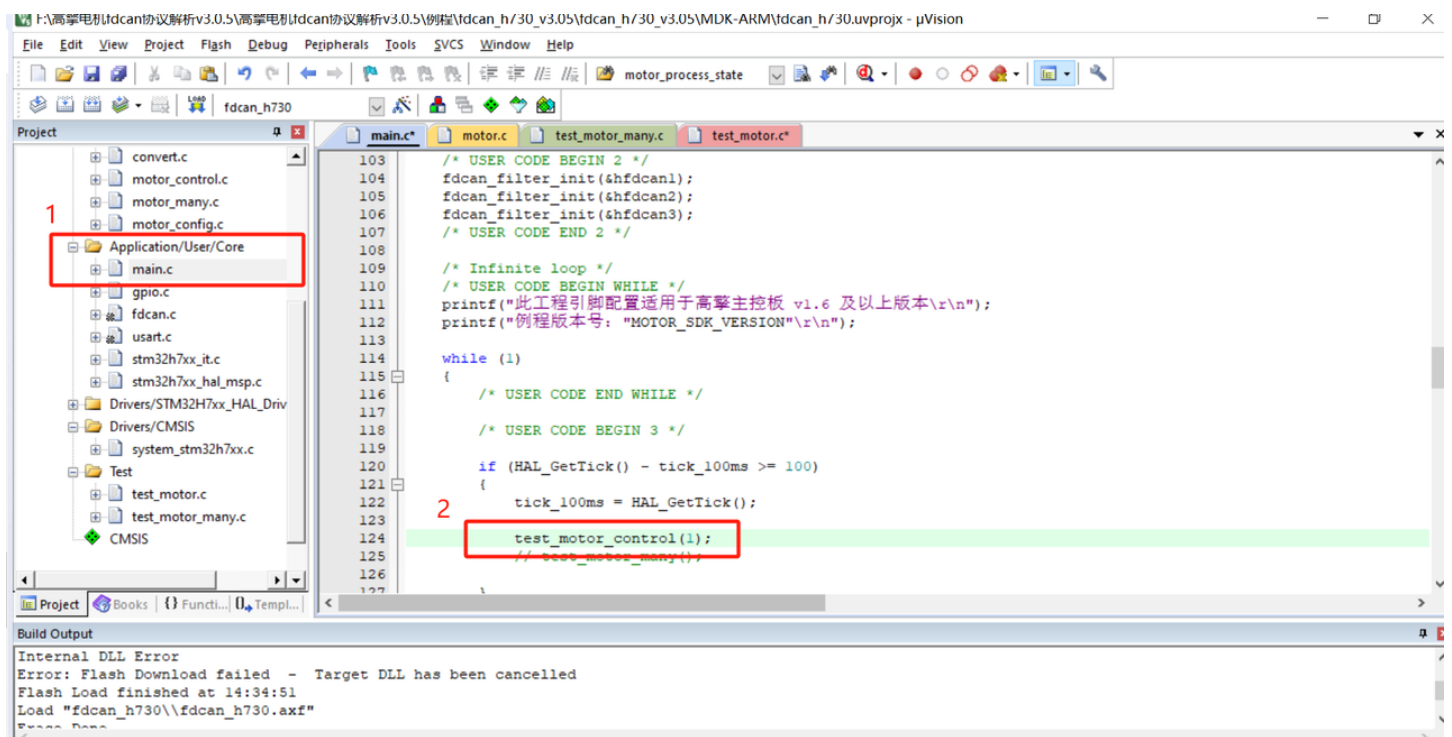 F:\高擎电机fdcan协议解析v3.0.5\高擎电机fdcan协议解析v3.0.5\例程\fdcan_h730_v3.05\fdcan_h730_v3.05\MDK-ARM\fdcan_h730.uvprojx - µVision
File Edit View Project Flash Debug Peripherals Tools SVCS Window Help
motor_process_state
LOAD
fdcan_h730
Project
convert.c
motor_control.c
motor_many.c
motor_config.c
1
Application/User/Core
main.c
gpio.c
fdcan.c
usart.c
stm32h7xx_it.c
stm32h7xx_hal_msp.c
Drivers/STM32H7xx_HAL_Driv
Drivers/CMSIS
system_stm32h7xx.c
Test
test_motor.c
test_motor_many.c
CMSIS
Project Books {} Functi... 0 Templ...
main.c* motor.c test_motor_many.c test_motor.c*
103 /* USER CODE BEGIN 2 */
104 fdcan_filter_init(&hfdcan1);
105 fdcan_filter_init(&hfdcan2);
106 fdcan_filter_init(&hfdcan3);
107 /* USER CODE END 2 */
108
109 /* Infinite loop */
110 /* USER CODE BEGIN WHILE */
111 printf("此工程引脚配置适用于高擎主控板 v1.6 及以上版本\r\n");
112 printf("例程版本号："MOTOR_SDK_VERSION"\r\n");
113
114 while (1)
115 {
116 /* USER CODE END WHILE */
117
118 /* USER CODE BEGIN 3 */
119
120 if (HAL_GetTick() - tick_100ms >= 100)
121 {
122 tick_100ms = HAL_GetTick();
123
2
124 test_motor_control(1);
125 // test_motor_many();
126
127 }
Build Output
Internal DLL Error
Error: Flash Download failed - Target DLL has been cancelled
Flash Load finished at 14:34:51
Load "fdcan_h730\\fdcan_h730.axf"
Erase Done.